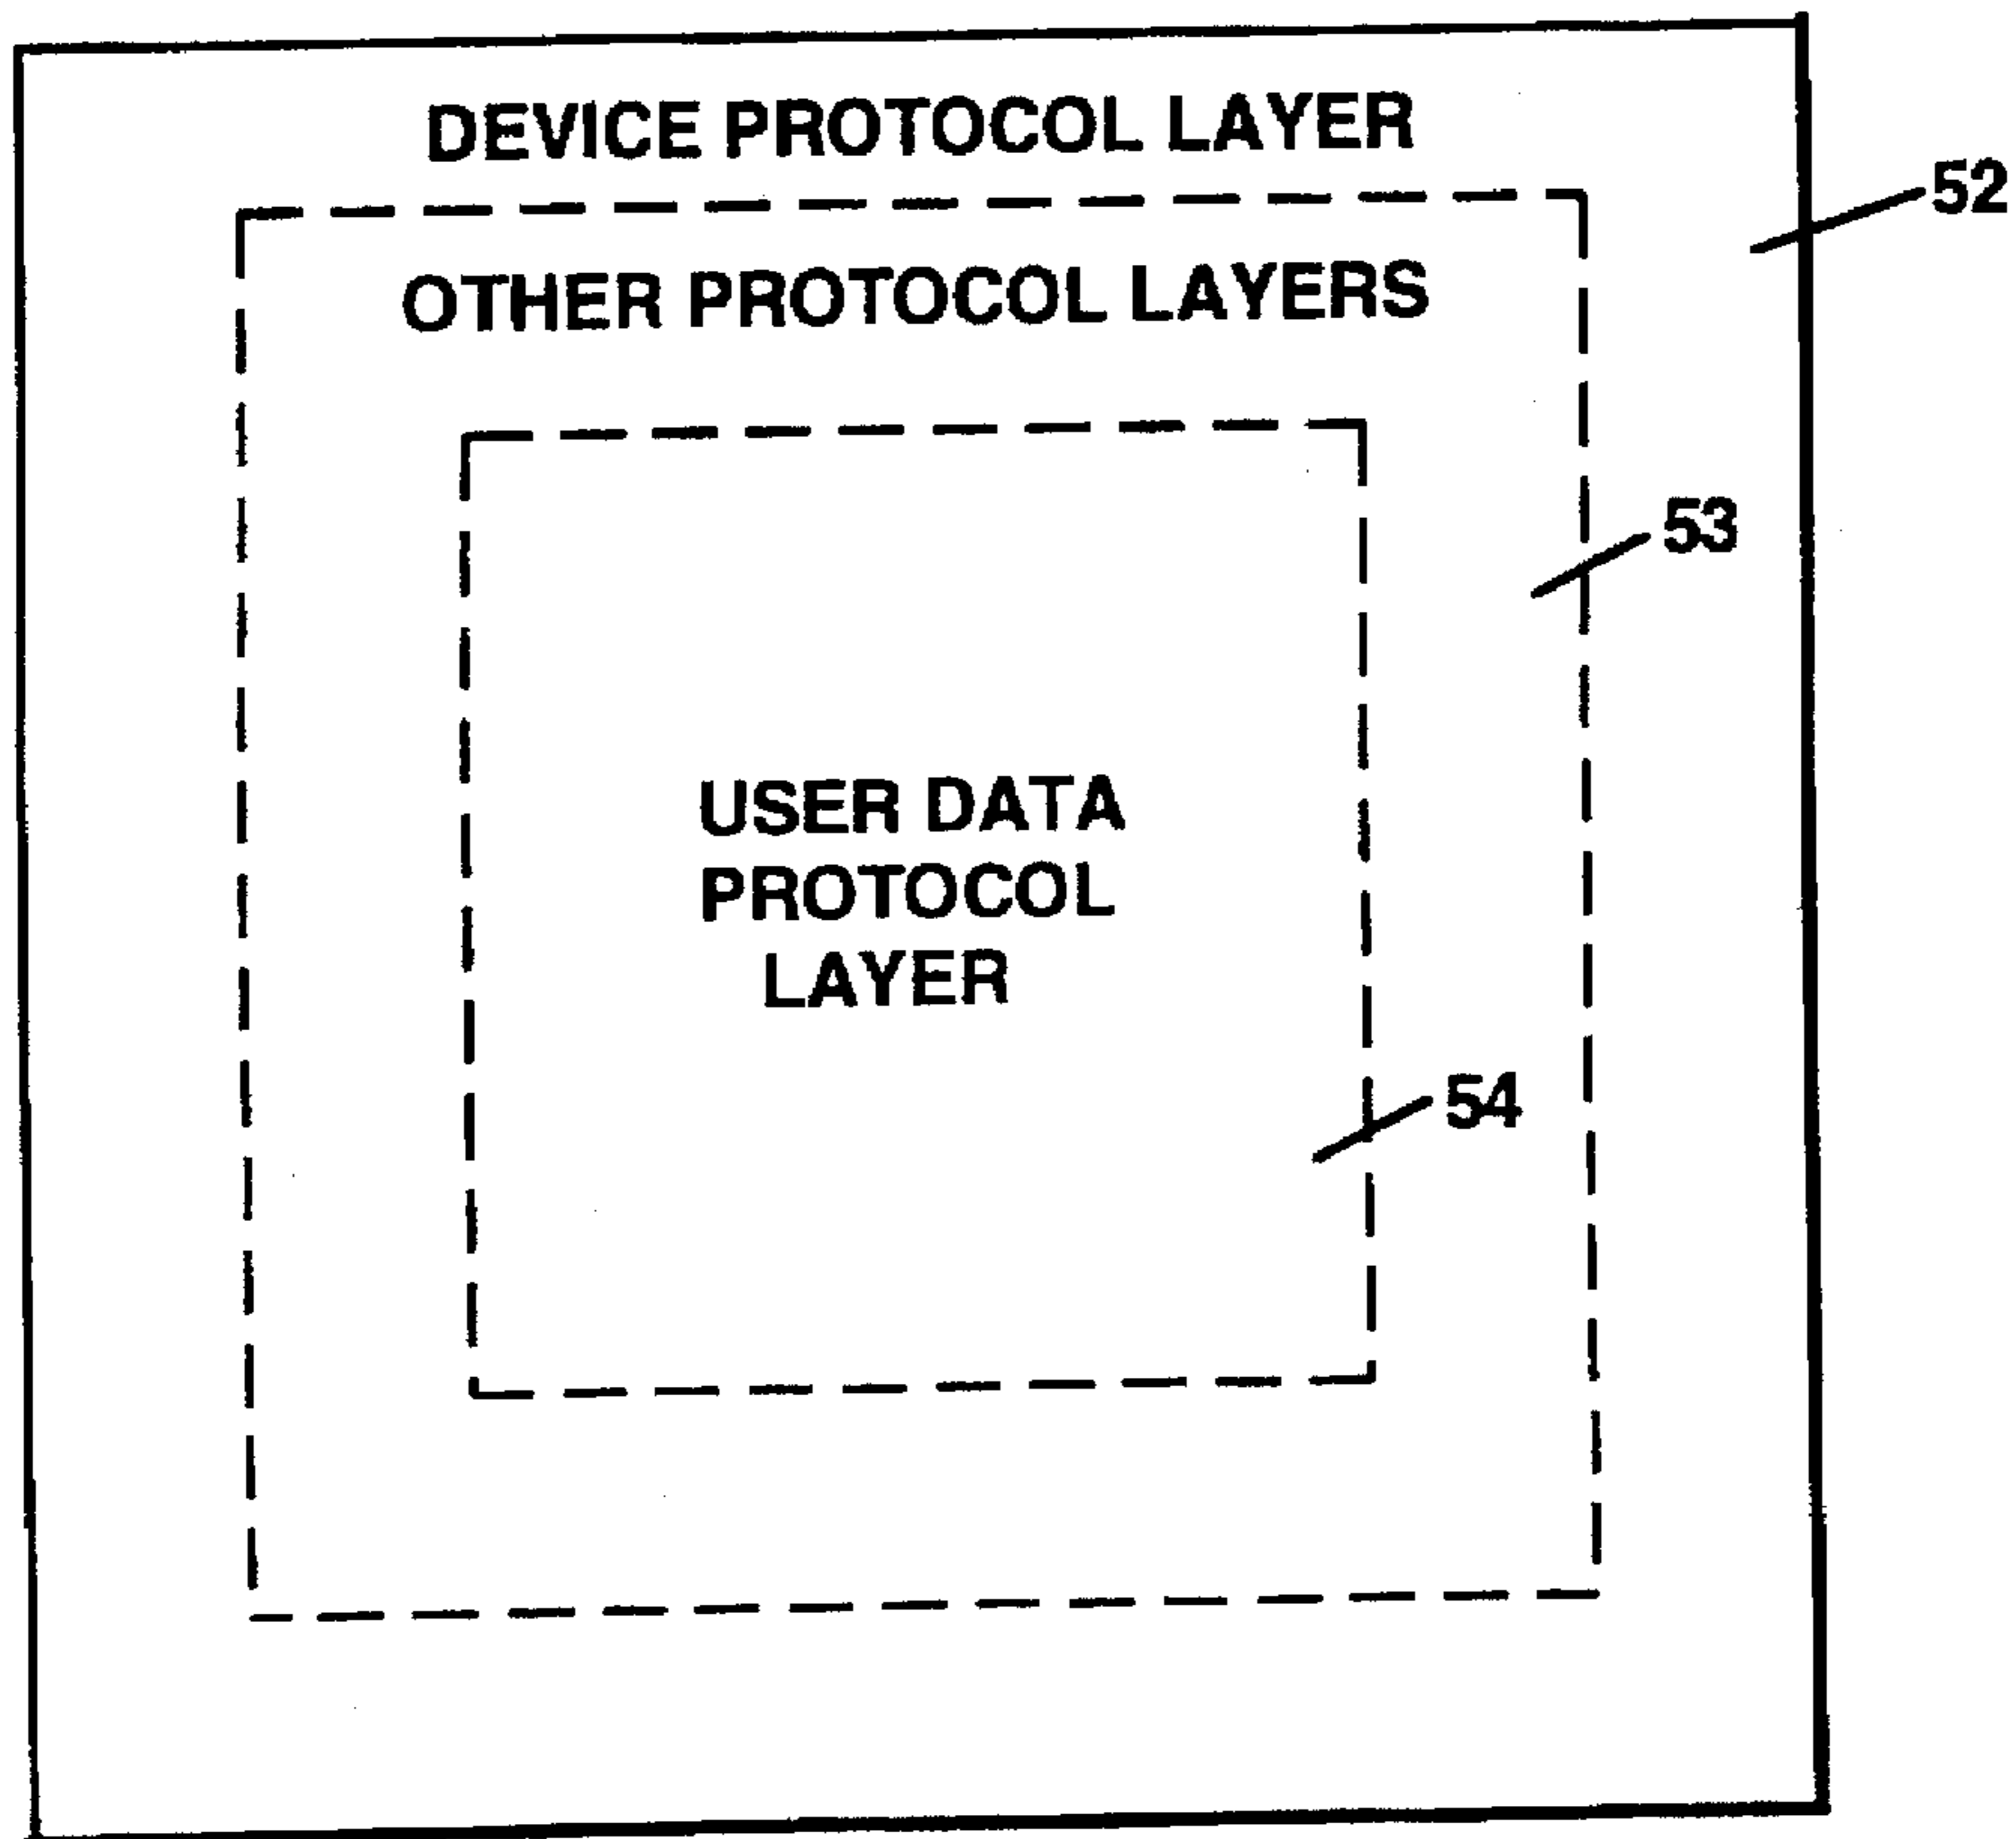 DEVICE PROTOCOL LAYER
52
OTHER PROTOCOL LAYERS
53
USER DATA
PROTOCOL
LAYER
54